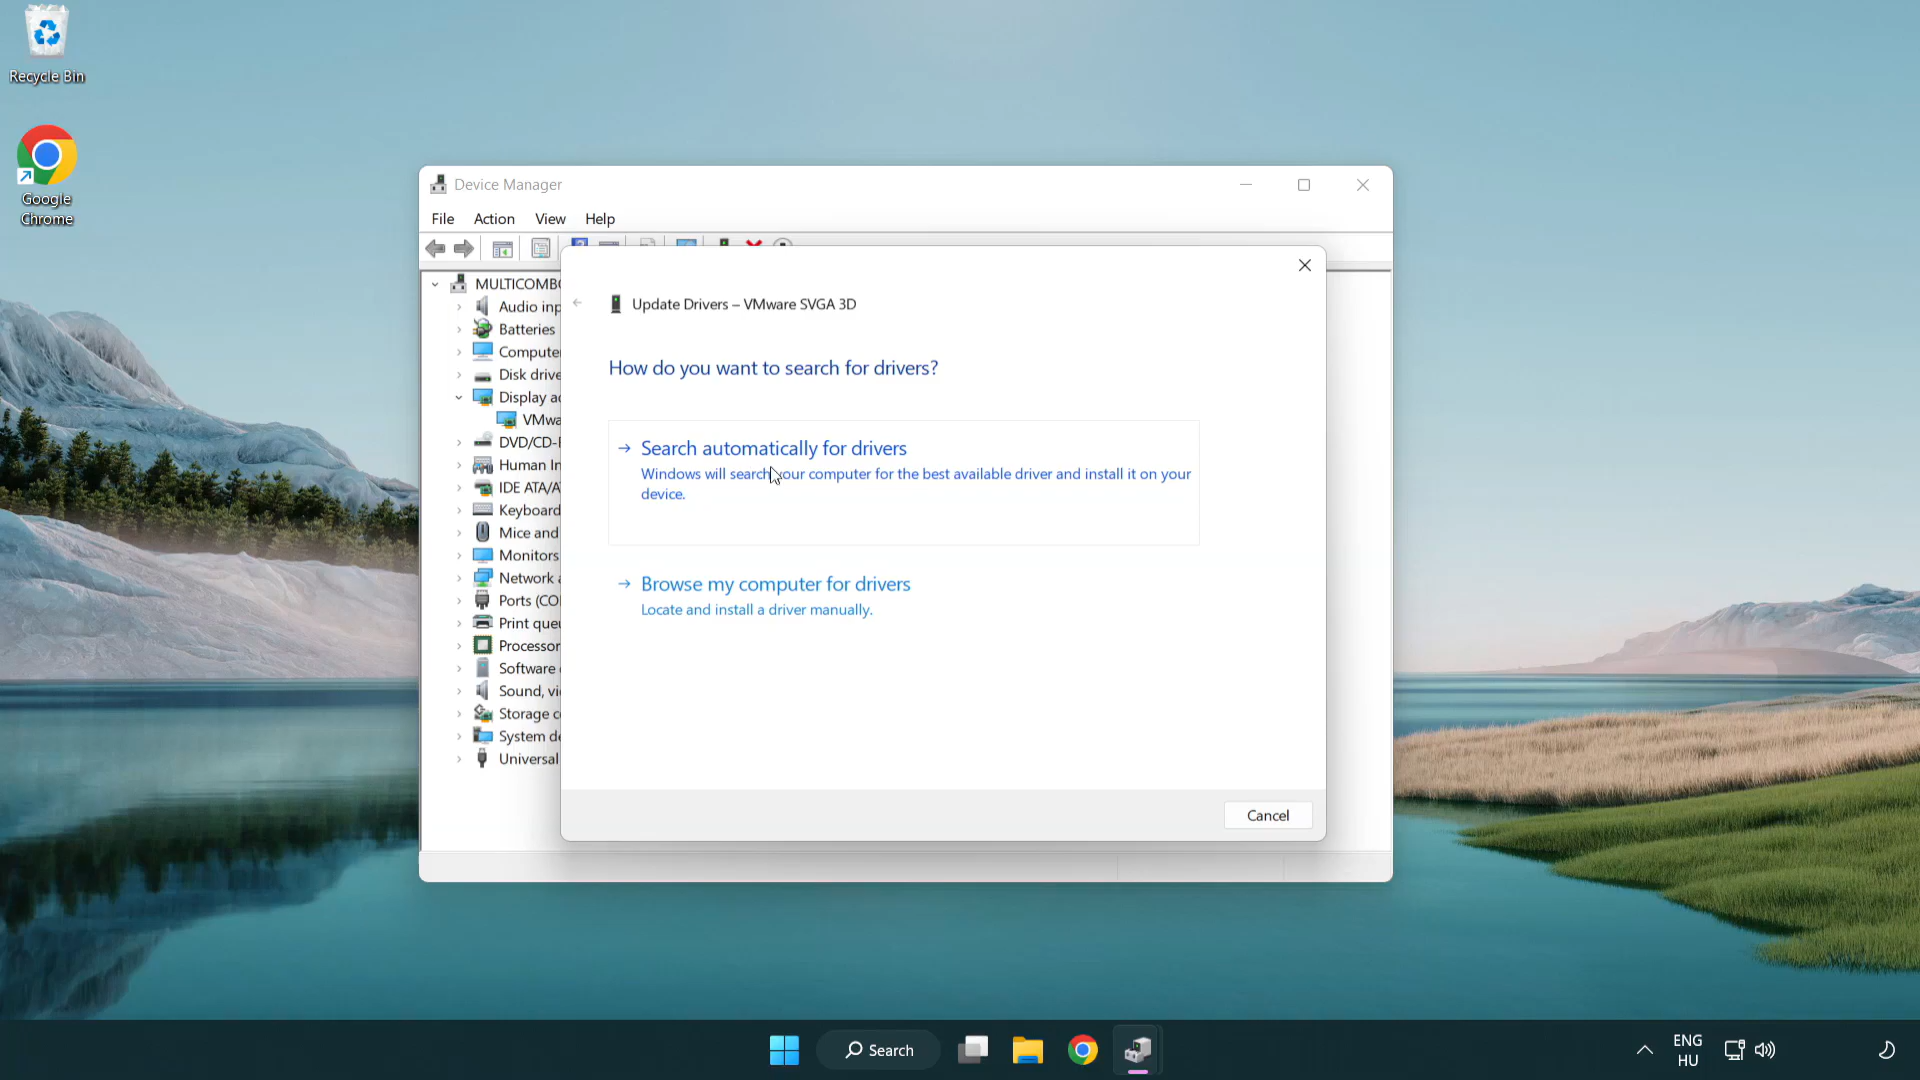 Recycle Bin
Google
Chrome
Device Manager
File Action View Help
MULTICOMBO
Audio inp
Batteries
Compute
Disk drive
Display a
VMwa
DVD/CD-
Human In
IDE ATA/A
Keyboard
Mice and
Monitors
Network a
Ports (CO
Print que
Processor
Software
Sound, vi
Storage c
System de
Universal
Update Drivers – VMware SVGA 3D
How do you want to search for drivers?
Search automatically for drivers
Windows will search your computer for the best available driver and install it on your
device.
Browse my computer for drivers
Locate and install a driver manually.
Cancel
Search
ENG
HU